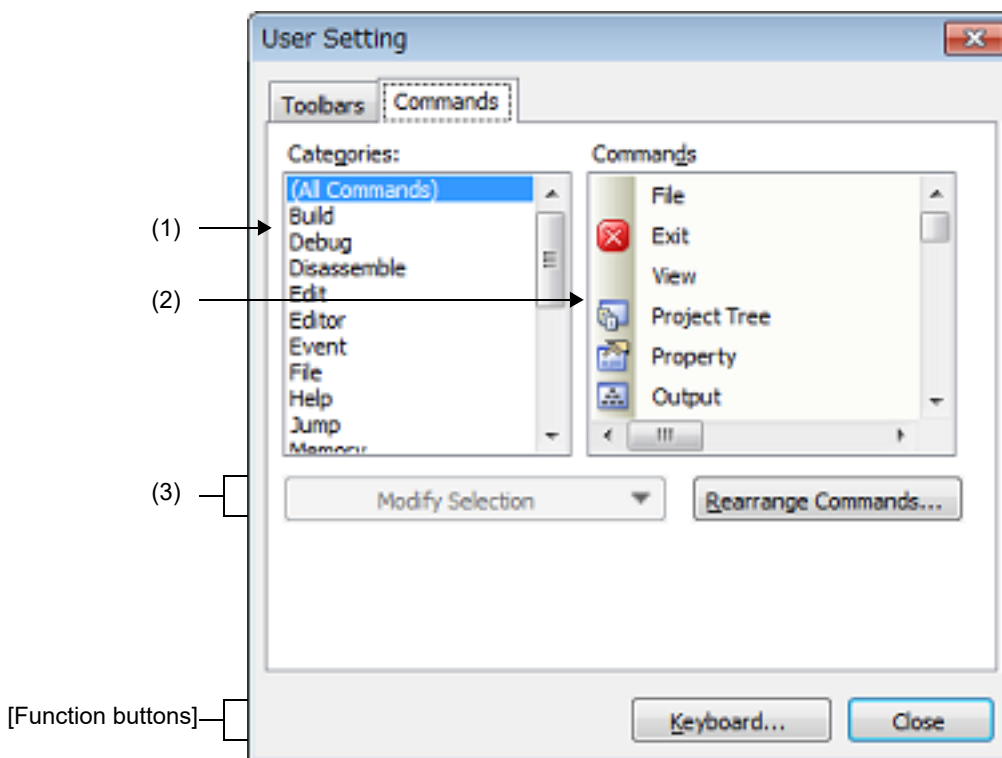 User Setting
Toolbars
Commands
Categories:
Commands
(All Commands)
Build
Debug
Disassemble
Edit
Editor
Event
File
Help
Jump
Memory
File
Exit
View
Project Tree
Property
Output
(1)
(2)
(3)
Modify Selection
Rearrange Commands...
[Function buttons]
Keyboard...
Close